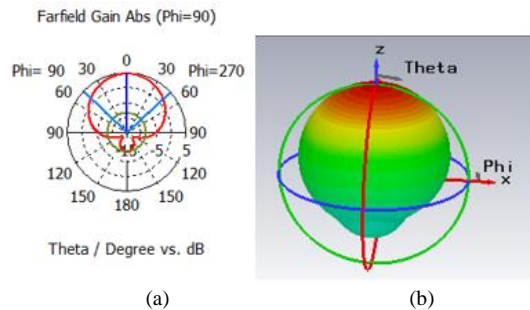 Farfield Gain Abs (Phi=90)
0
Phi= 90 30 30 Phi=270
60 60
90 -5 5 90
120 120
150 150
180
Theta / Degree vs. dB
z
Theta
Phi
x
(a) (b)